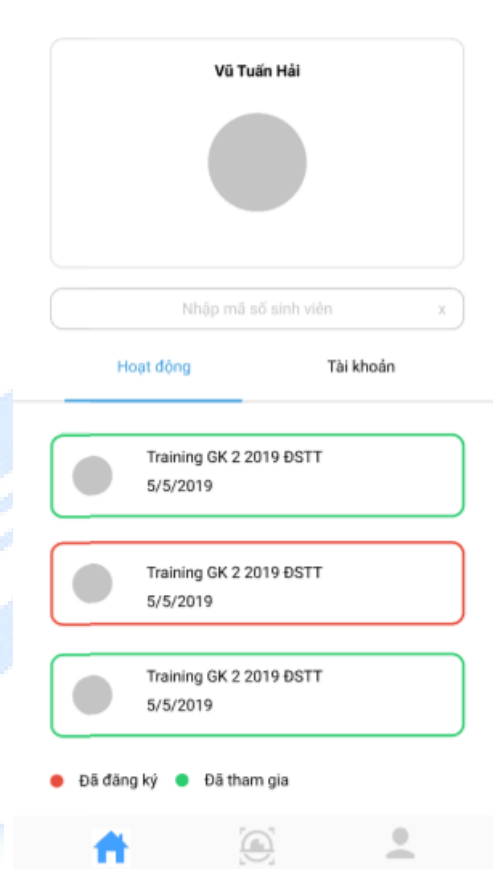 Vũ Tuấn Hải
Nhập mã số sinh viên x
Hoạt động Tài khoản
Training GK 2 2019 ĐSTT
5/5/2019
Training GK 2 2019 ĐSTT
5/5/2019
Training GK 2 2019 ĐSTT
5/5/2019
Đã đăng ký Đã tham gia